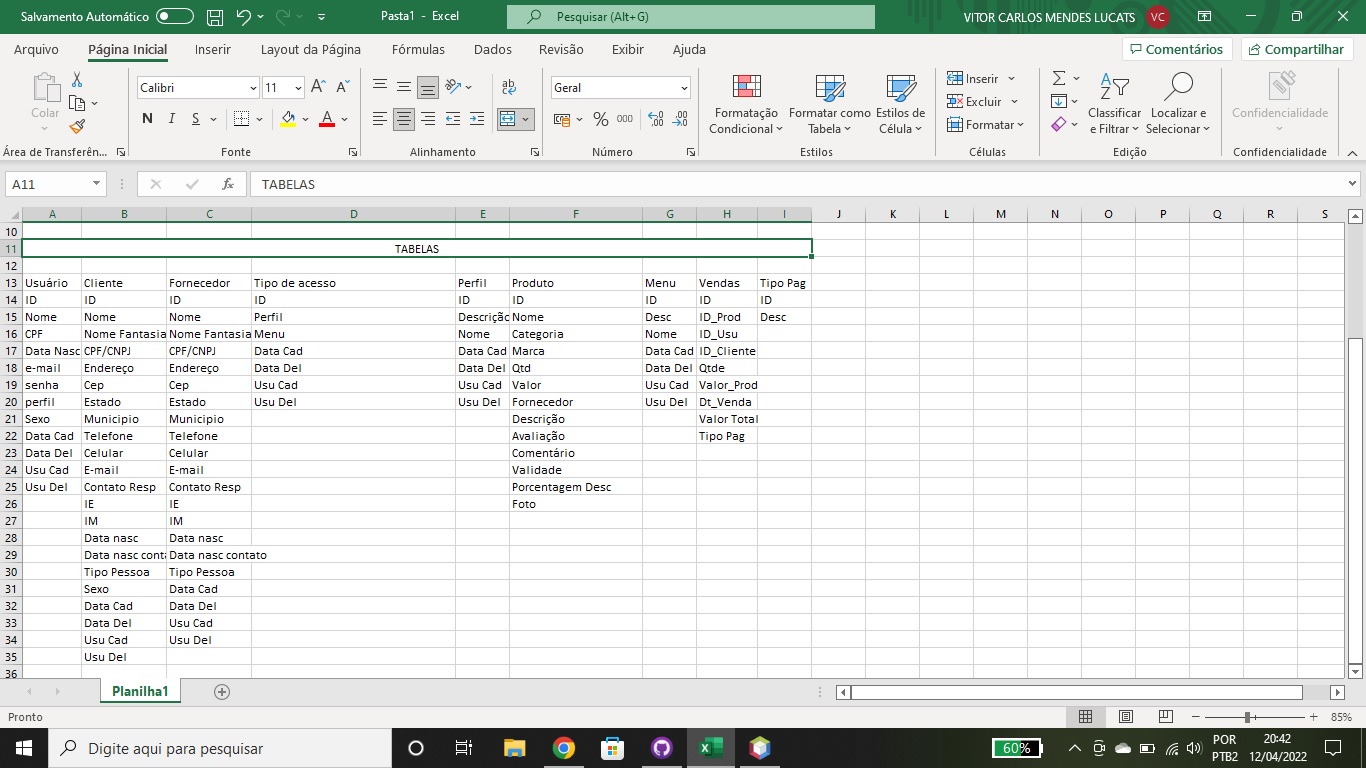 Salvamento Automático
Pasta1 - Excel
Pesquisar (Alt+G)
VITOR CARLOS MENDES LUCATS
VC
Arquivo Página Inicial Inserir Layout da Página Fórmulas Dados Revisão Exibir Ajuda
Comentários Compartilhar
Colar
Calibri 11
N I S
A A
ab
Geral
% 000
Formatação Condicional
Formatar como Tabela
Estilos de Célula
Inserir
Excluir
Formatar
Classificar e Filtrar
Localizar e Selecionar
Confidencialidade
Área de Transferên... Fonte Alinhamento Número Estilos Células Edição Confidencialidade
A11 fx TABELAS
A B C D E F G H I J K L M N O P Q R S
10
11 TABELAS
12
13 Usuário Cliente Fornecedor Tipo de acesso Perfil Produto Menu Vendas Tipo Pag
14 ID ID ID ID ID ID ID ID ID
15 Nome Nome Nome Perfil Descrição Nome Desc ID_Prod Desc
16 CPF Nome Fantasia Nome Fantasia Menu Nome Categoria Nome ID_Usu
17 Data Nasc CPF/CNPJ CPF/CNPJ Data Cad Data Cad Marca Data Cad ID_Cliente
18 e-mail Endereço Endereço Data Del Data Del Qtd Data Del Qtde
19 senha Cep Cep Usu Cad Usu Cad Valor Usu Cad Valor_Prod
20 perfil Estado Estado Usu Del Usu Del Fornecedor Usu Del Dt_Venda
21 Sexo Municipio Municipio Descrição Valor Total
22 Data Cad Telefone Telefone Avaliação Tipo Pag
23 Data Del Celular Celular Comentário
24 Usu Cad E-mail E-mail Validade
25 Usu Del Contato Resp Contato Resp Porcentagem Desc
26 IE IE Foto
27 IM IM
28 Data nasc Data nasc
29 Data nasc conta Data nasc contato
30 Tipo Pessoa Tipo Pessoa
31 Sexo Data Cad
32 Data Cad Data Del
33 Data Del Usu Cad
34 Usu Cad Usu Del
35 Usu Del
36
Planilha1
Pronto
85%
Digite aqui para pesquisar
60%
POR
PTB2
20:42
12/04/2022